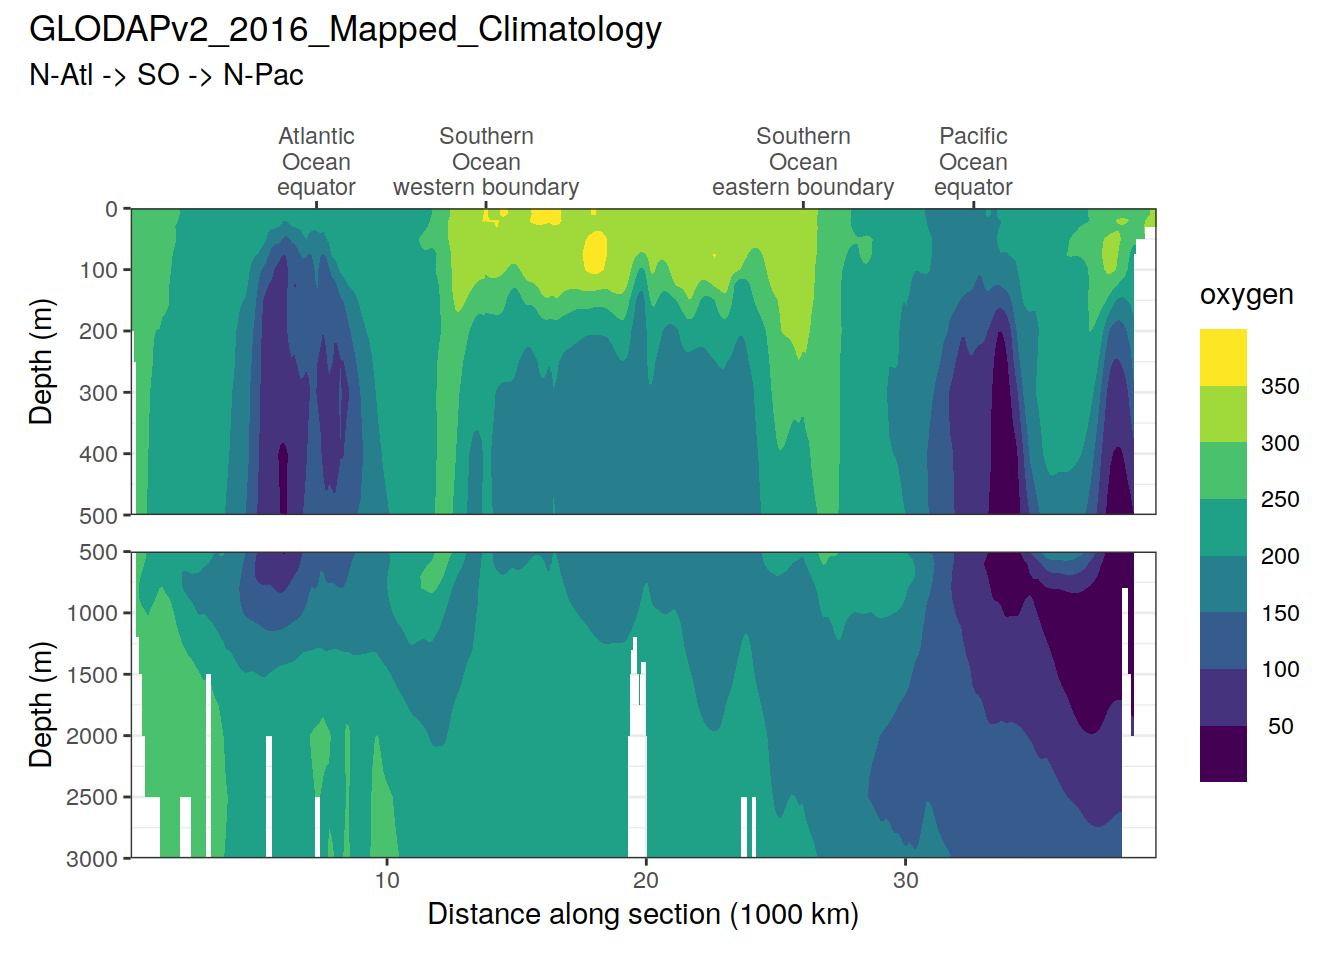 GLODAPv2_2016_Mapped_Climatology
N-Atl -> SO -> N-Pac
Atlantic
Ocean
equator
Southern
Ocean
western boundary
Southern
Ocean
eastern boundary
Pacific
Ocean
equator
Depth (m)
0
100
200
300
400
500
Depth (m)
500
1000
1500
2000
2500
3000
10
20
30
Distance along section (1000 km)
oxygen
350
300
250
200
150
100
50